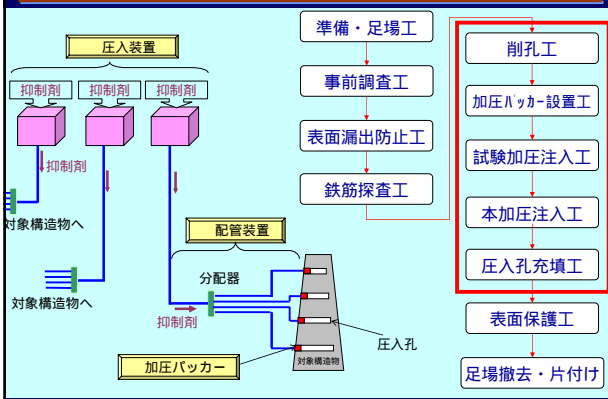 圧入装置
抑制剤
抑制剤
抑制剤
抑制剤
対象構造物へ
対象構造物へ
配管装置
分配器
抑制剤
加圧パッカー
圧入孔
対象構造物
準備・足場工
事前調査工
表面漏出防止工
鉄筋探査工
削孔工
加圧ﾊﾟッカー設置工
試験加圧注入工
本加圧注入工
圧入孔充填工
表面保護工
足場撤去・片付け